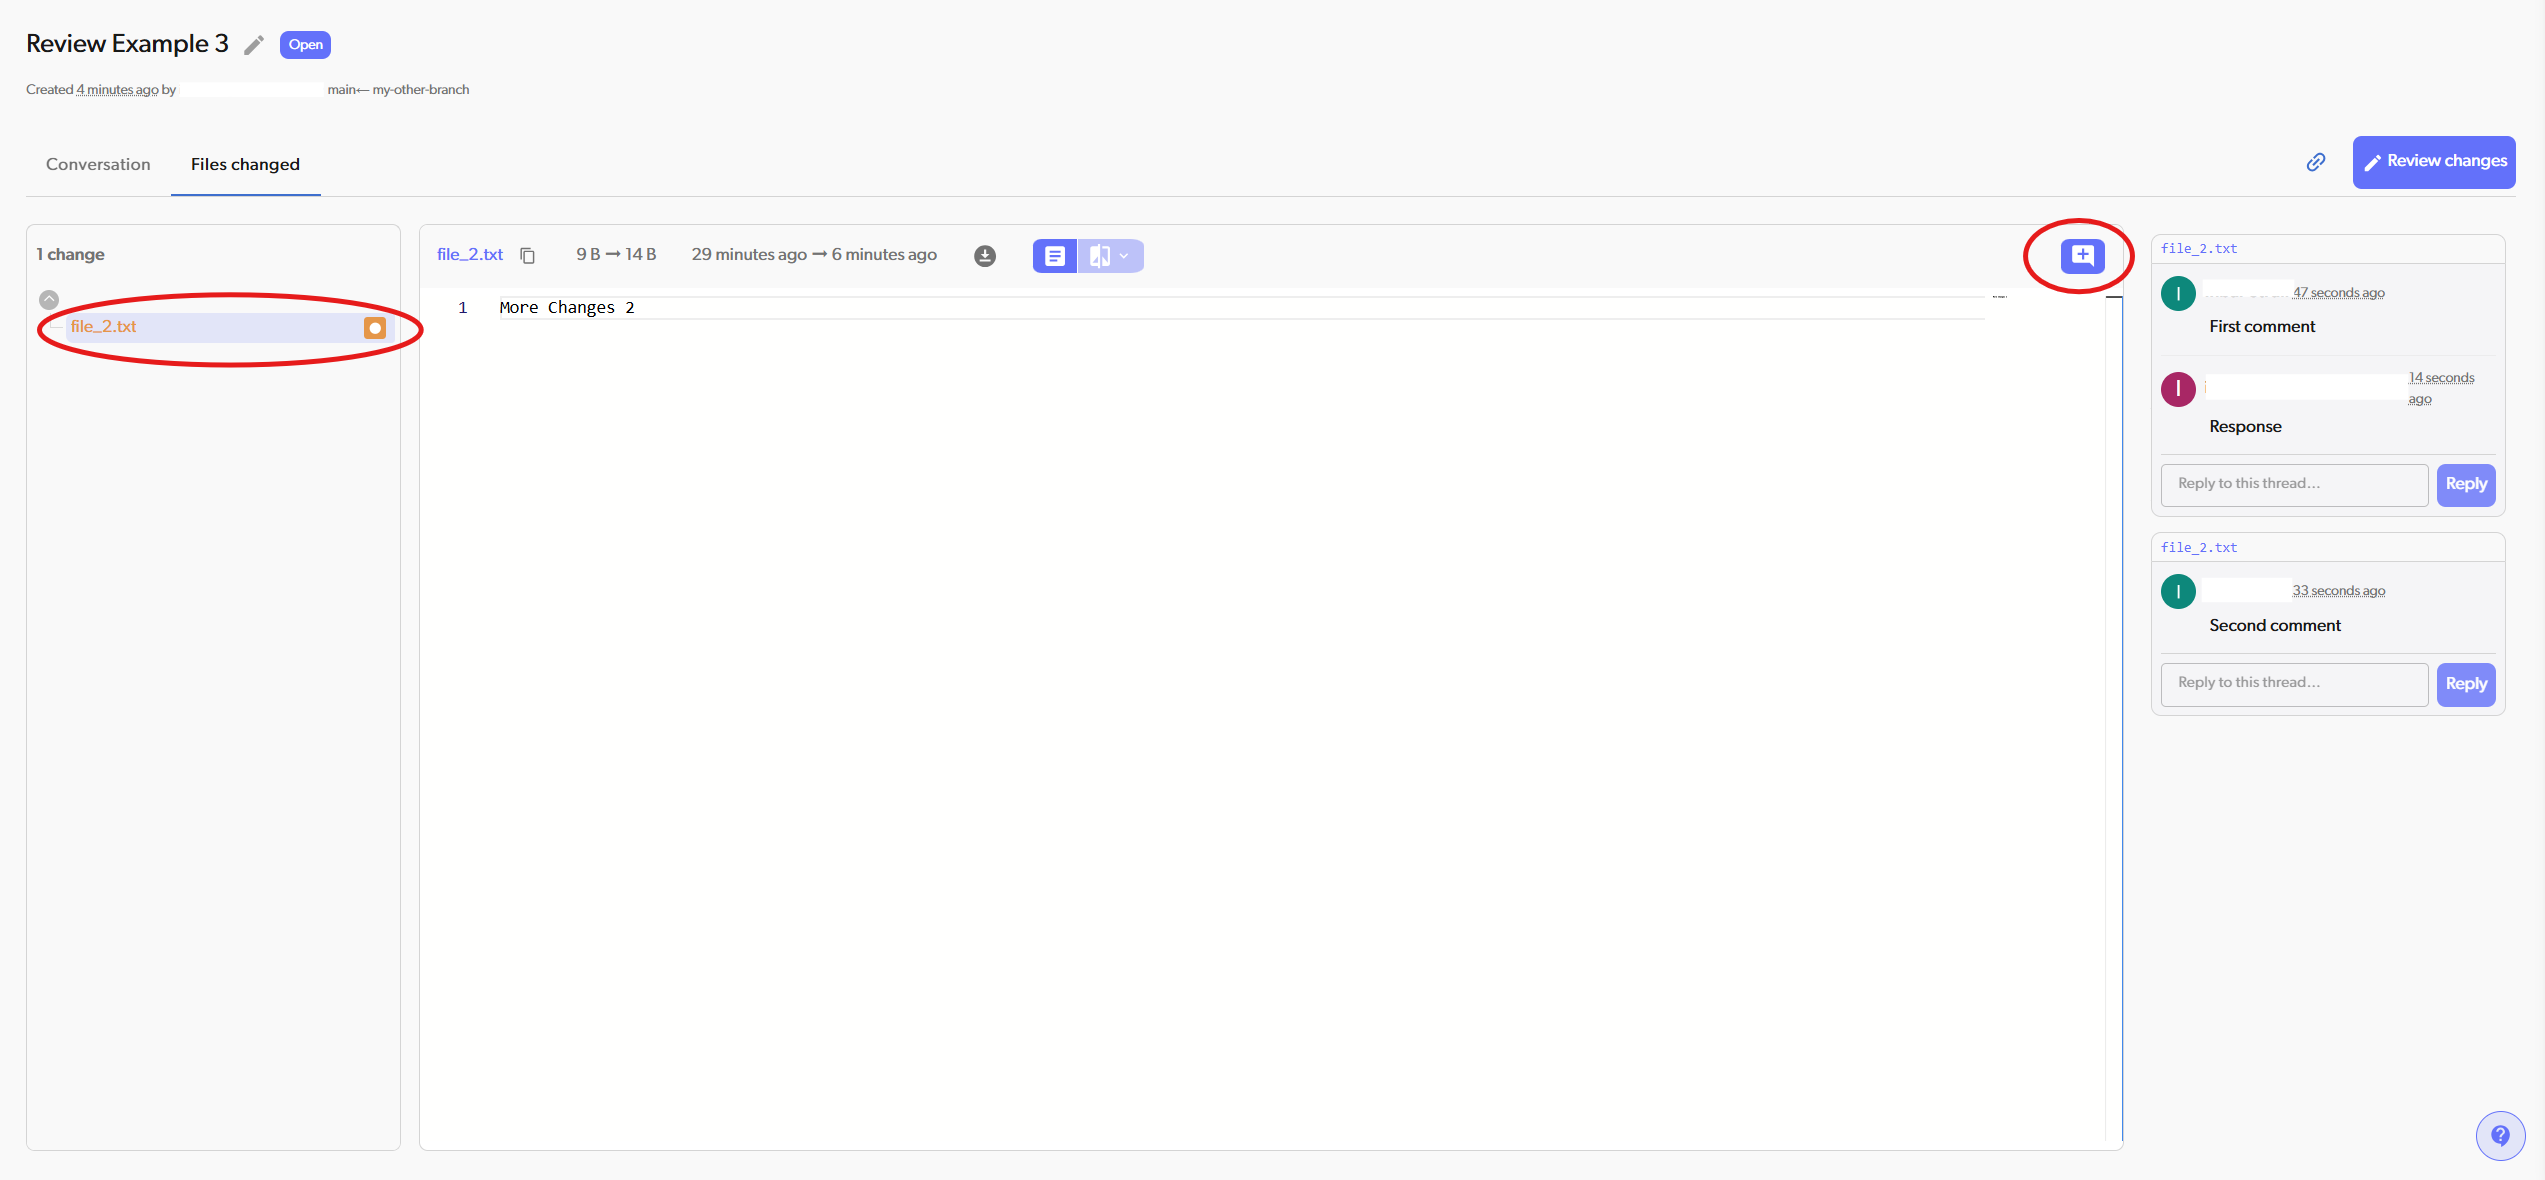 Review Example 3 Open
Created 4 minutes ago by main← my-other-branch
Conversation Files changed
Review changes
1 change
file_2.txt
file_2.txt 9 B → 14 B 29 minutes ago → 6 minutes ago
1 More Changes 2
file_2.txt
I 47 seconds ago
First comment
I 14 seconds
ago
Response
Reply to this thread... Reply
file_2.txt
I 33 seconds ago
Second comment
Reply to this thread... Reply